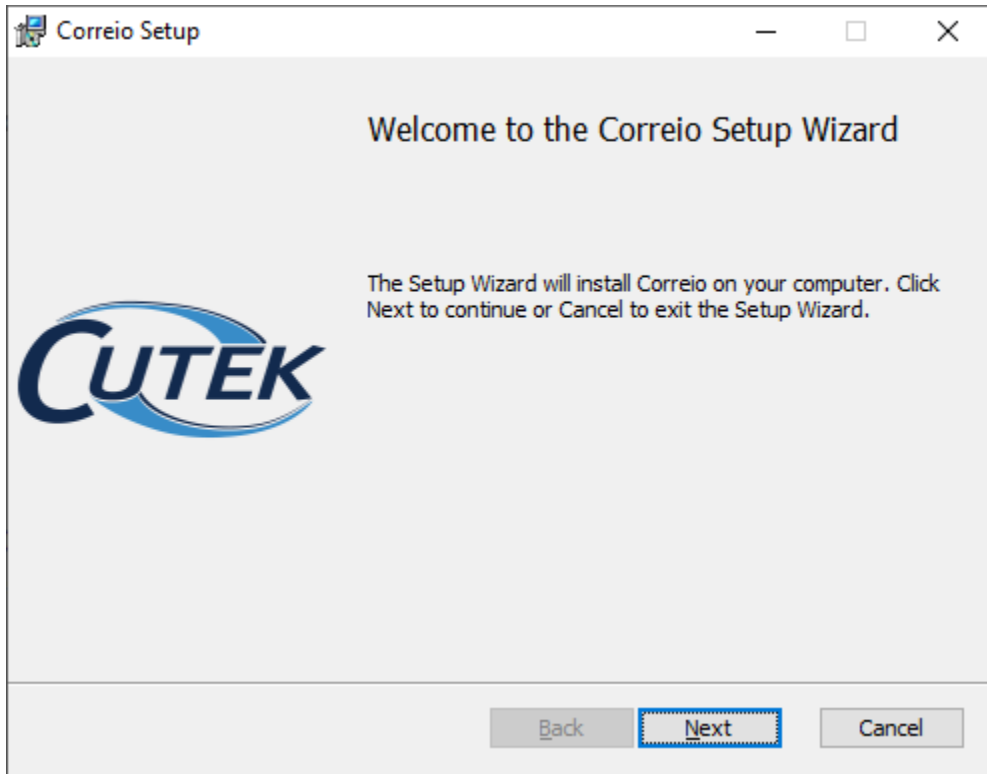 Correio Setup
Welcome to the Correio Setup Wizard
The Setup Wizard will install Correio on your computer. Click
Next to continue or Cancel to exit the Setup Wizard.
CUTEK
Back
Next
Cancel